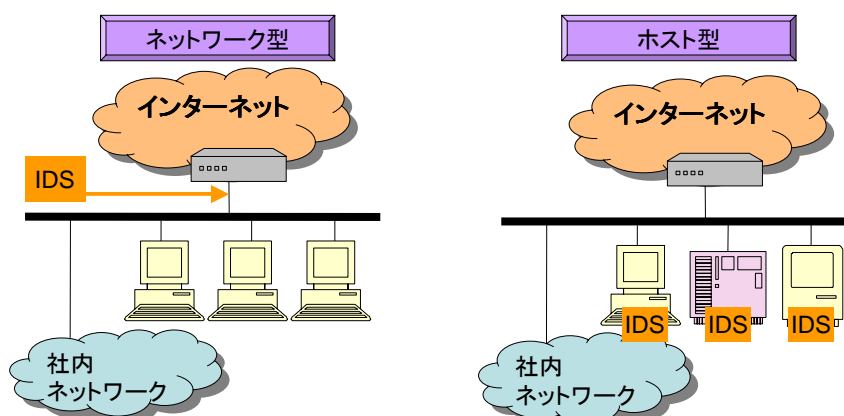 ネットワーク型
インターネット
IDS
社内
ネットワーク
ホスト型
インターネット
IDS
IDS
IDS
社内
ネットワーク